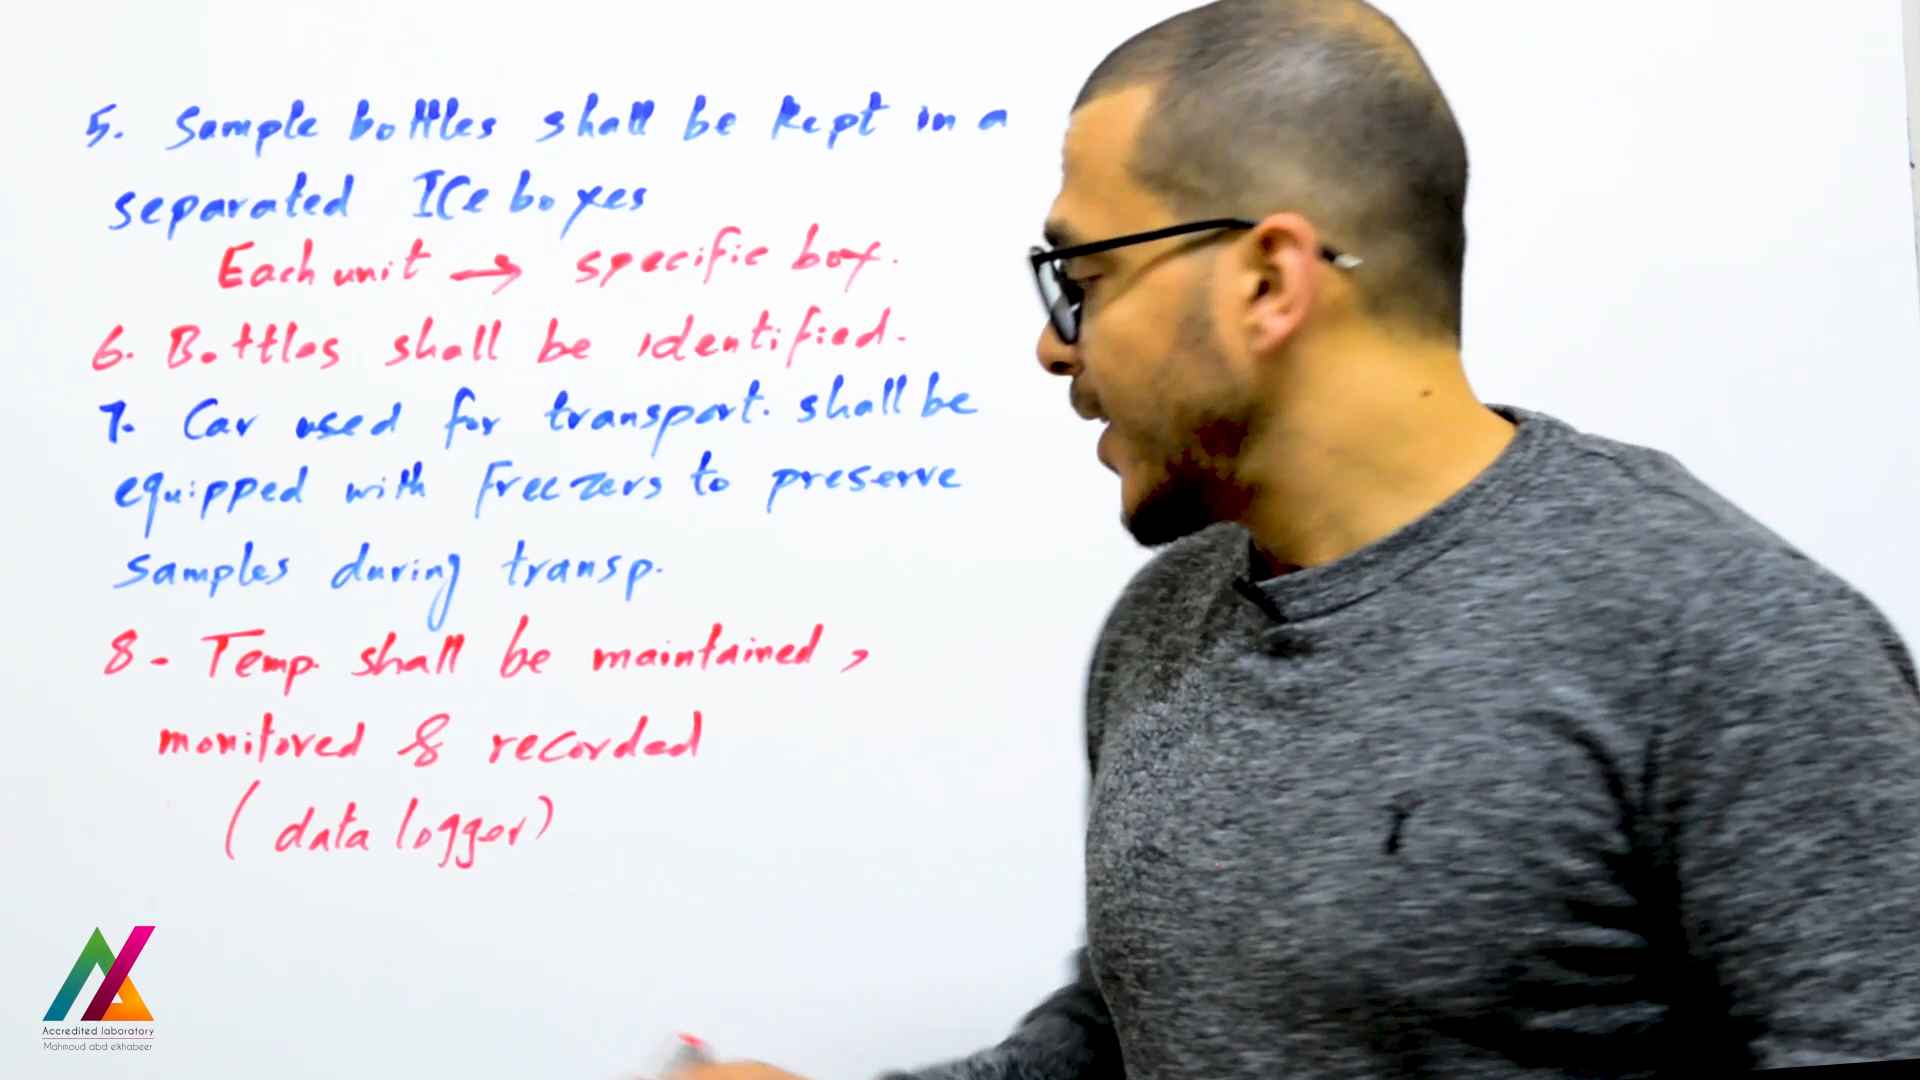 5. Sample bottles shall be kept in a
separated ICe boxes
Each unit → specific box.
6. Bottles shall be identified.
7. Car used for transport. shall be
equipped with Freezers to preserve
samples during transp.
8 - Temp. shall be maintained,
monitored & recorded
(data logger)
Accredited laboratory
Mahmoud abd elkhabeer